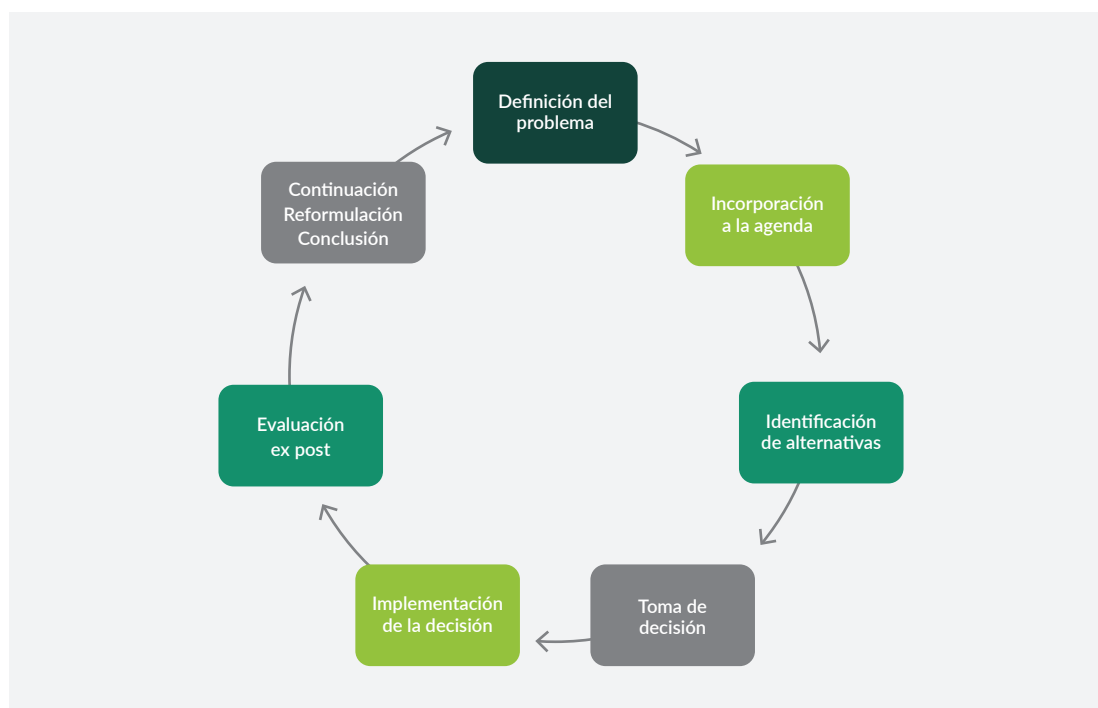 Definición del
problema
Incorporación
a la agenda
Identificación
de alternativas
Toma de
decisión
Implementación
de la decisión
Evaluación
ex post
Continuación
Reformulación
Conclusión